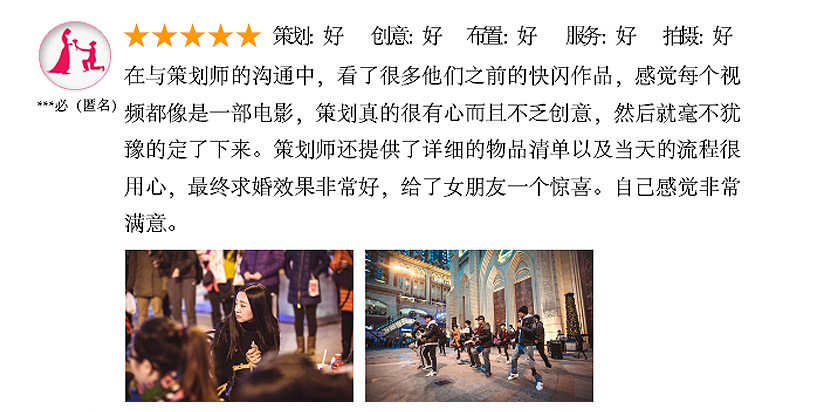 策划: 好 创意: 好 布置: 好 服务: 好 拍摄: 好
在与策划师的沟通中，看了很多他们之前的快闪作品，感觉每个视
***必（匿名）
频都像是一部电影，策划真的很有心而且不乏创意，然后就毫不犹
豫的定了下来。策划师还提供了详细的物品清单以及当天的流程很
用心，最终求婚效果非常好，给了女朋友一个惊喜。自己感觉非常
满意。